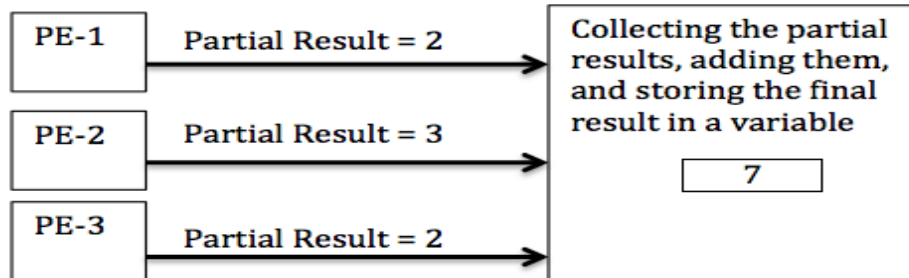 PE-1
Partial Result = 2
PE-2
Partial Result = 3
PE-3
Partial Result = 2
Collecting the partial
results, adding them,
and storing the final
result in a variable
7